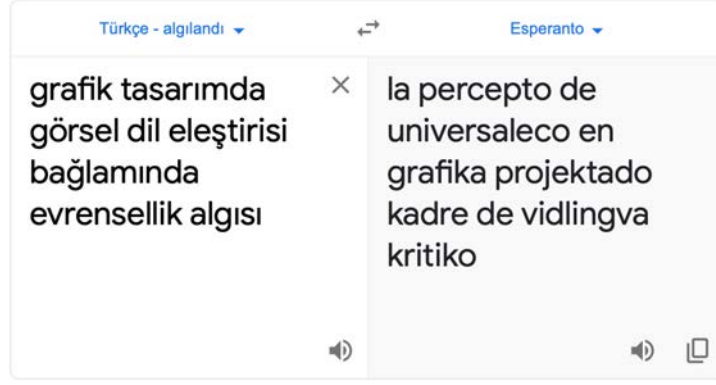 Türkçe - algılandı
Esperanto
grafik tasarımda
görsel dil eleştirisi
bağlamında
evrensellik algısı
la percepto de
universaleco en
grafika projektado
kadre de vidlingva
kritiko